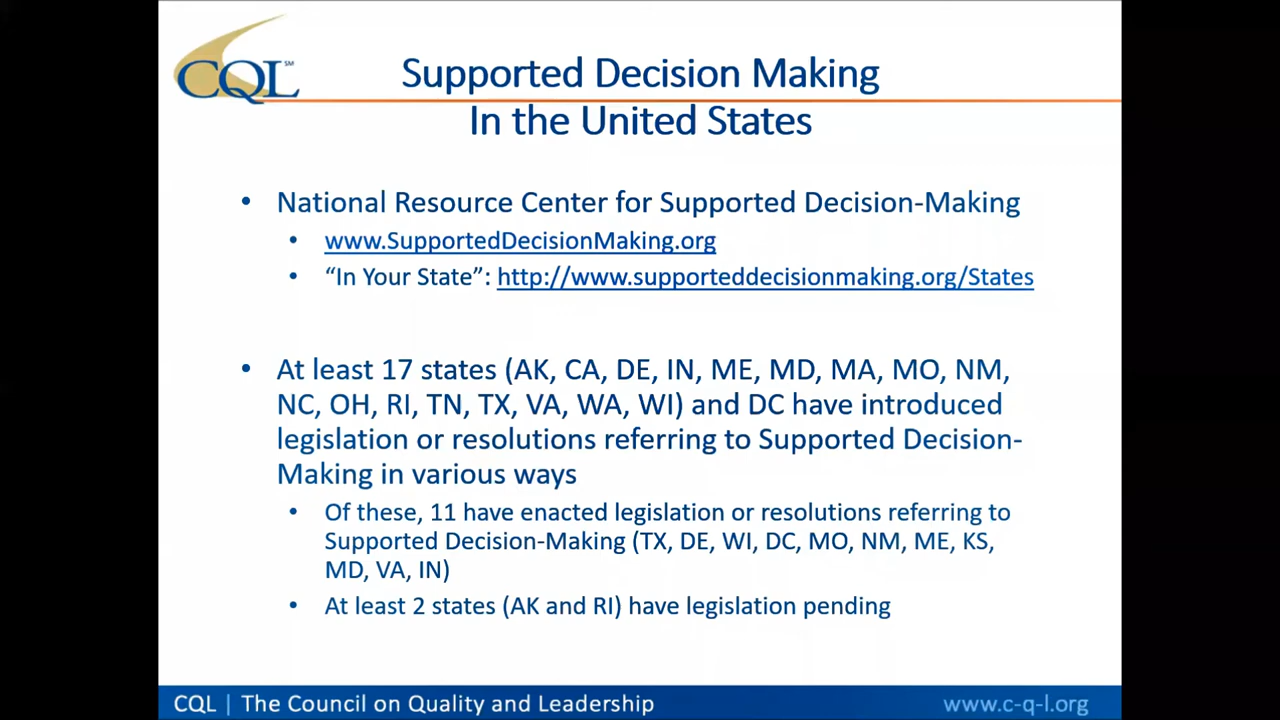 CQL SM
Supported Decision Making
In the United States
• National Resource Center for Supported Decision-Making
• www.SupportedDecisionMaking.org
• “In Your State”: http://www.supporteddecisionmaking.org/States
• At least 17 states (AK, CA, DE, IN, ME, MD, MA, MO, NM,
NC, OH, RI, TN, TX, VA, WA, WI) and DC have introduced
legislation or resolutions referring to Supported Decision-
Making in various ways
• Of these, 11 have enacted legislation or resolutions referring to
Supported Decision-Making (TX, DE, WI, DC, MO, NM, ME, KS,
MD, VA, IN)
• At least 2 states (AK and RI) have legislation pending
CQL | The Council on Quality and Leadership
www.c-q-l.org